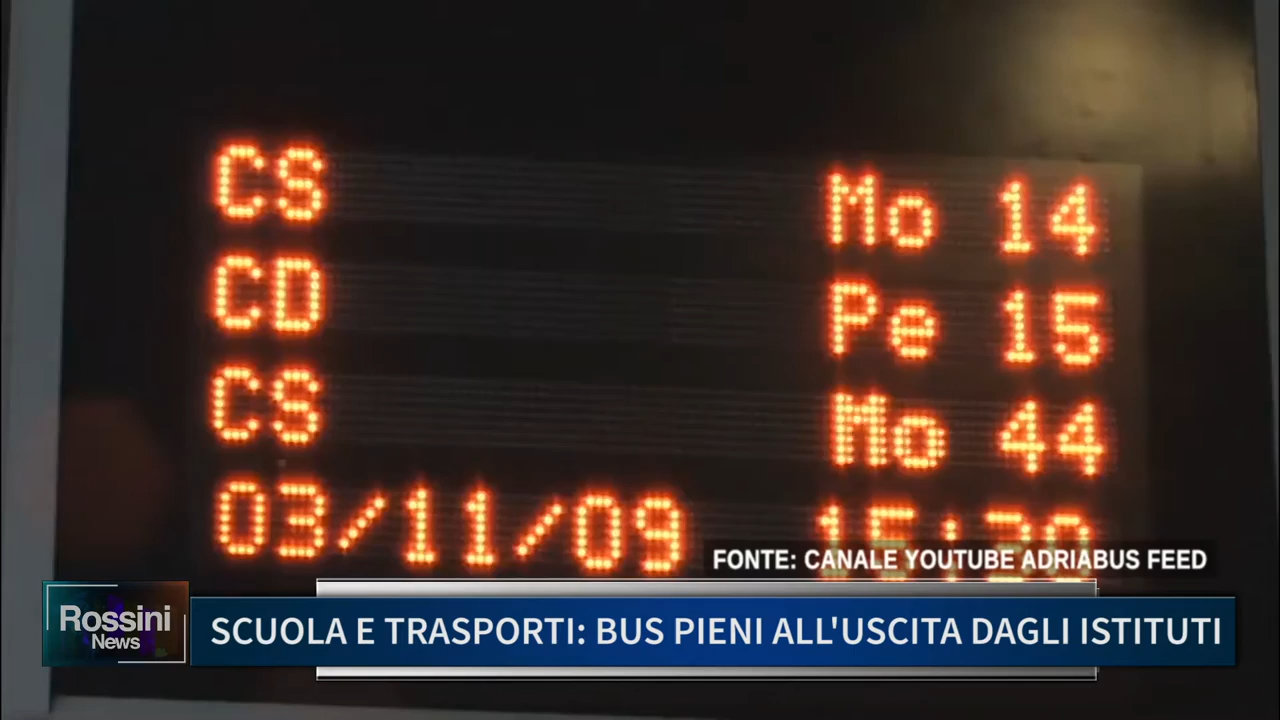 CS Mo 14
CD Pe 15
CS Mo 44
03/11/09
FONTE: CANALE YOUTUBE ADRIABUS FEED
Rossini
News
SCUOLA E TRASPORTI: BUS PIENI ALL'USCITA DAGLI ISTITUTI